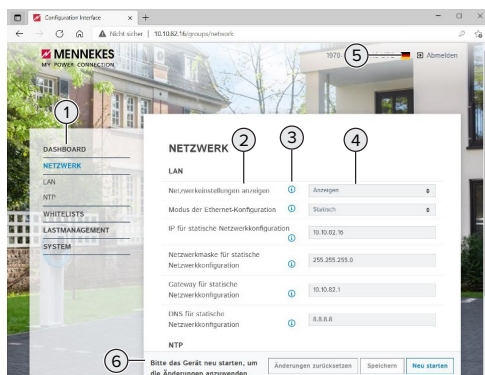 Configuration Interface
Nicht sicher | 10.10.82.16/groups/network
MENNEKES
MY POWER CONNECTION
1970-
Abmelden
5
1
2
3
4
DASHBOARD
NETZWERK
LAN
NTP
WHITELISTS
LASTMANAGEMENT
SYSTEM
NETZWERK
LAN
Netzwerkeinstellungen anzeigen Anzeigen
Modus der Ethernet-Konfiguration Statisch
IP für statische Netzwerkkonfiguration 10.10.82.16
Netzwerkmaske für statische
Netzwerkkonfiguration 255.255.255.0
Gateway für statische
Netzwerkkonfiguration 10.10.82.1
DNS für statische
Netzwerkkonfiguration 8.8.8.8
NTP
6
Bitte das Gerät neu starten, um
die Änderungen anzuwenden
Änderungen zurücksetzen Speichern Neu starten